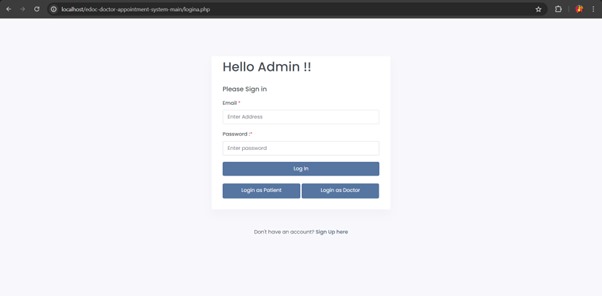 localhost/edoc-doctor-appointment-system-main/logina.php
Hello Admin !!
Please Sign in
Email *
Enter Address
Password :*
Enter password
Log In
Login as Patient Login as Doctor
Don't have an account? Sign Up here